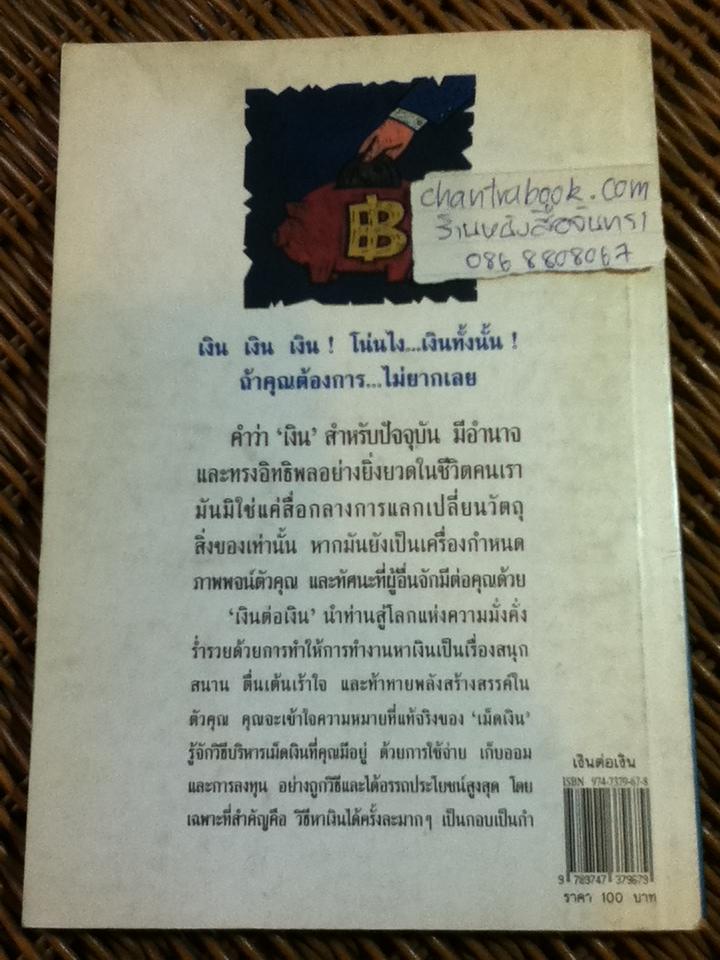 ฿
chantrabook.com
ร้านหนังสือจันทรา
086 8808067
เงิน เงิน เงิน ! โน่นไง...เงินทั้งนั้น !
ถ้าคุณต้องการ...ไม่ยากเลย
คำว่า ‘เงิน’ สำหรับปัจจุบัน มีอำนาจ
และทรงอิทธิพลอย่างยิ่งยวดในชีวิตคนเรา
มันมิใช่แค่สื่อกลางการแลกเปลี่ยนวัตถุ
สิ่งของเท่านั้น หากมันยังเป็นเครื่องกำหนด
ภาพพจน์ตัวคุณ และทัศนะที่ผู้อื่นจักมีต่อคุณด้วย
‘เงินต่อเงิน’ นำท่านสู่โลกแห่งความมั่งคั่ง
ร่ำรวยด้วยการทำให้การทำงานหาเงินเป็นเรื่องสนุก
สนาน ตื่นเต้นเร้าใจ และท้าทายพลังสร้างสรรค์ใน
ตัวคุณ คุณจะเข้าใจความหมายที่แท้จริงของ ‘เม็ดเงิน’
รู้จักวิธีบริหารเม็ดเงินที่คุณมีอยู่ ด้วยการใช้จ่าย เก็บออม
และการลงทุน อย่างถูกวิธีและได้อรรถประโยชน์สูงสุด โดย
เฉพาะที่สำคัญคือ วิธีหาเงินได้ครั้งละมากๆ เป็นกอบเป็นกำ
เงินต่อเงิน
ISBN 974-7379-67-8
9 789747 379679
ราคา 100 บาท